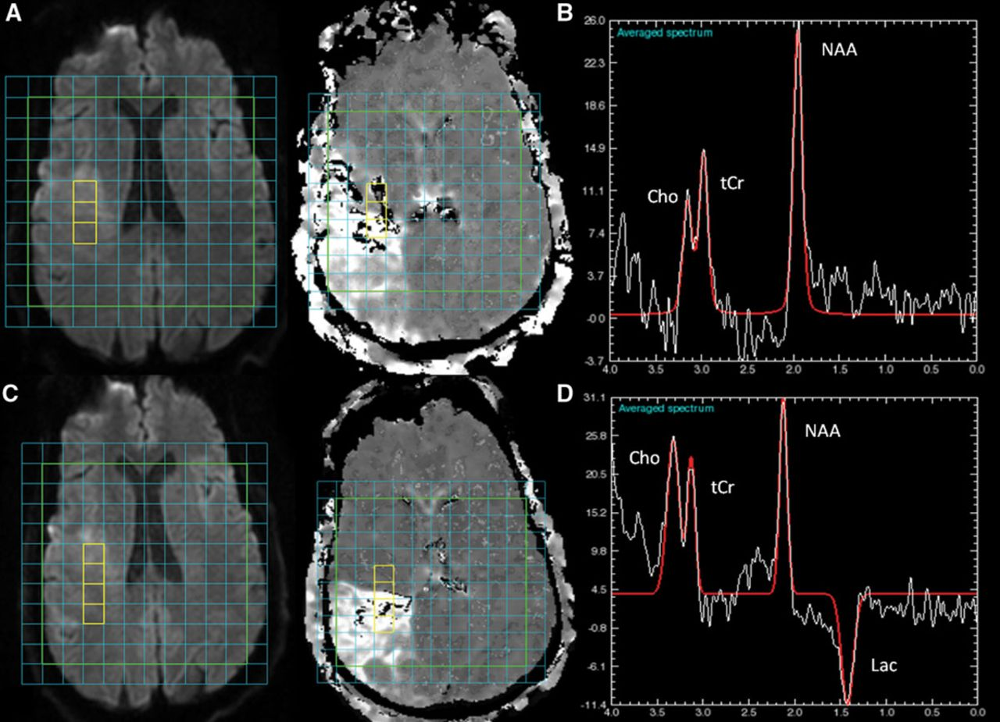 A
B
26.0
Averaged spectrum
NAA
22.3
18.6
14.9
tCr
Cho
11.1
7.4
3.7
-0.0
-3.7
4.0 3.5 3.0 2.5 2.0 1.5 1.0 0.5 0.0
C
D
31.1
Averaged spectrum
NAA
25.8
Cho
20.5
tCr
15.2
9.8
4.5
-0.8
Lac
-6.1
-11.4
4.0 3.5 3.0 2.5 2.0 1.5 1.0 0.5 0.0